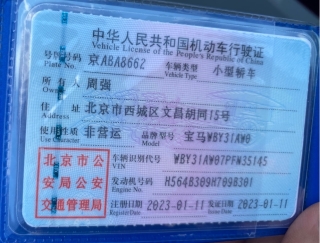 中华人民共和国机动车行驶证
Vehicle License of the People's Republic of China
号牌号码 京ABA8662 车辆类型 小型轿车
Plate No. Vehicle Type
所有人 周强
Owner
住址 北京市西城区文昌胡同15号
Address
使用性质 非营运 品牌型号 宝马WBY31AW0
Use Character Model
北京市公
安局公安
交通管理局
车辆识别代号 WBY31AW07PFM35145
VIN
发动机号码 H564B309H709B301
Engine No.
注册日期 2023-01-11 发证日期 2023-01-11
Register Date Issue Date